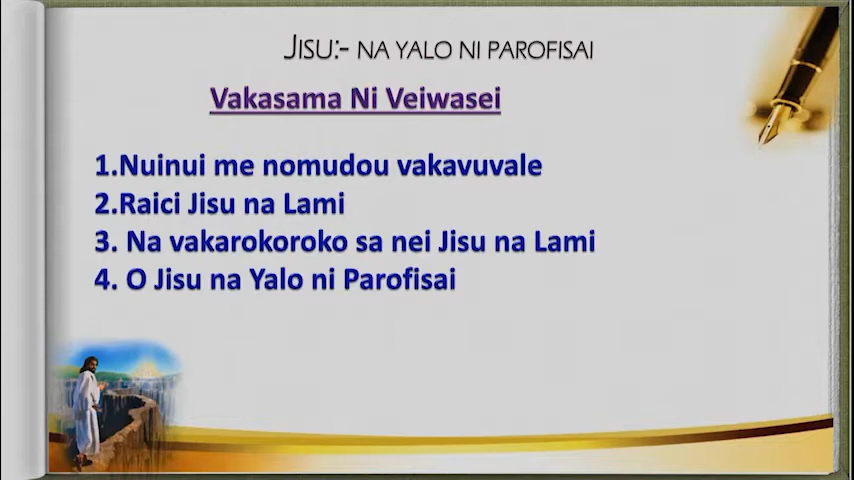 JISU:- NA YALO NI PAROFISAI
Vakasama Ni Veiwasei
1.Nuinui me nomudou vakavuvale
2.Raici Jisu na Lami
3. Na vakarokoroko sa nei Jisu na Lami
4. O Jisu na Yalo ni Parofisai